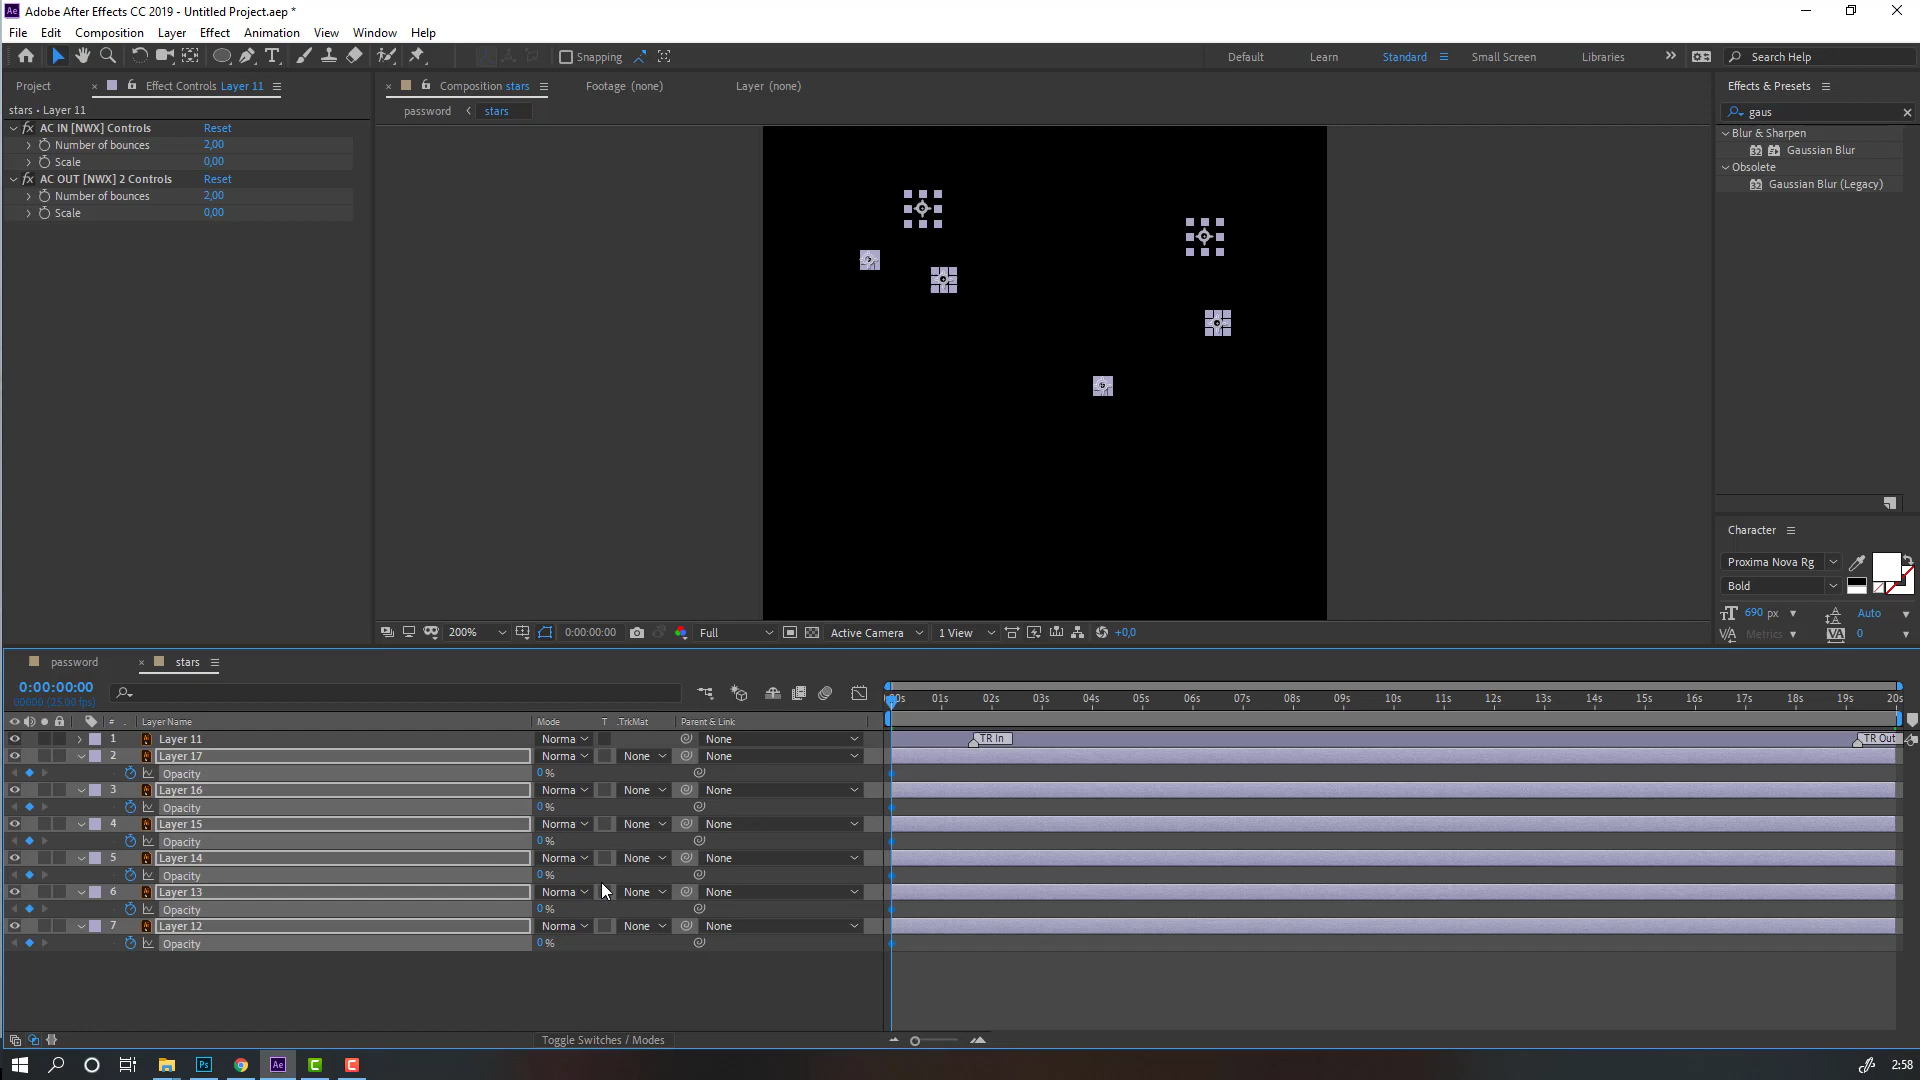 Adobe After Effects CC 2019 - Untitled Project.aep *
File Edit Composition Layer Effect Animation View Window Help
Snapping
Default Learn Standard Small Screen Libraries Search Help
Project Effect Controls Layer 11
stars • Layer 11
AC IN [NWX] Controls Reset
Number of bounces 2,00
Scale 0,00
AC OUT [NWX] 2 Controls Reset
Number of bounces 2,00
Scale 0,00
Composition stars Footage (none) Layer (none)
password stars
200% 0:00:00:00 Full Active Camera 1 View +0,0
Effects & Presets
gaus
Blur & Sharpen
32 Gaussian Blur
Obsolete
32 Gaussian Blur (Legacy)
Character
Proxima Nova Rg
Bold
690 px Auto
Metrics 0
password stars
0:00:00:00
00000 (25.00 fps)
:00s 01s 02s 03s 04s 05s 06s 07s 08s 09s 10s 11s 12s 13s 14s 15s 16s 17s 18s 19s 20s
# Layer Name Mode T .TrkMat Parent & Link
1 Layer 11 Norma None TR In TR Out
2 Layer 17 Norma None None
Opacity 0 %
3 Layer 16 Norma None None
Opacity 0 %
4 Layer 15 Norma None None
Opacity 0 %
5 Layer 14 Norma None None
Opacity 0 %
6 Layer 13 Norma None None
Opacity 0 %
7 Layer 12 Norma None None
Opacity 0 %
Toggle Switches / Modes
Ps Ae C C 2:58